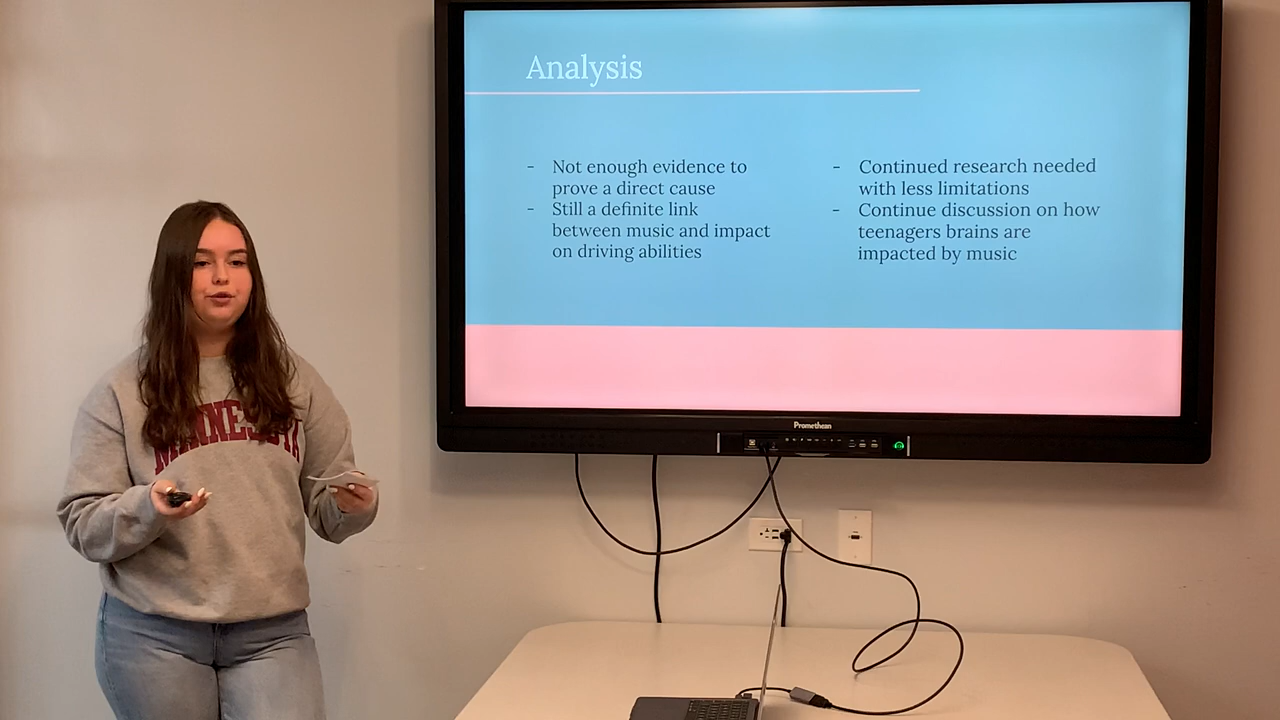 Analysis
- Not enough evidence to
prove a direct cause
- Still a definite link
between music and impact
on driving abilities
- Continued research needed
with less limitations
- Continue discussion on how
teenagers brains are
impacted by music
Promethean
MINNESOTA